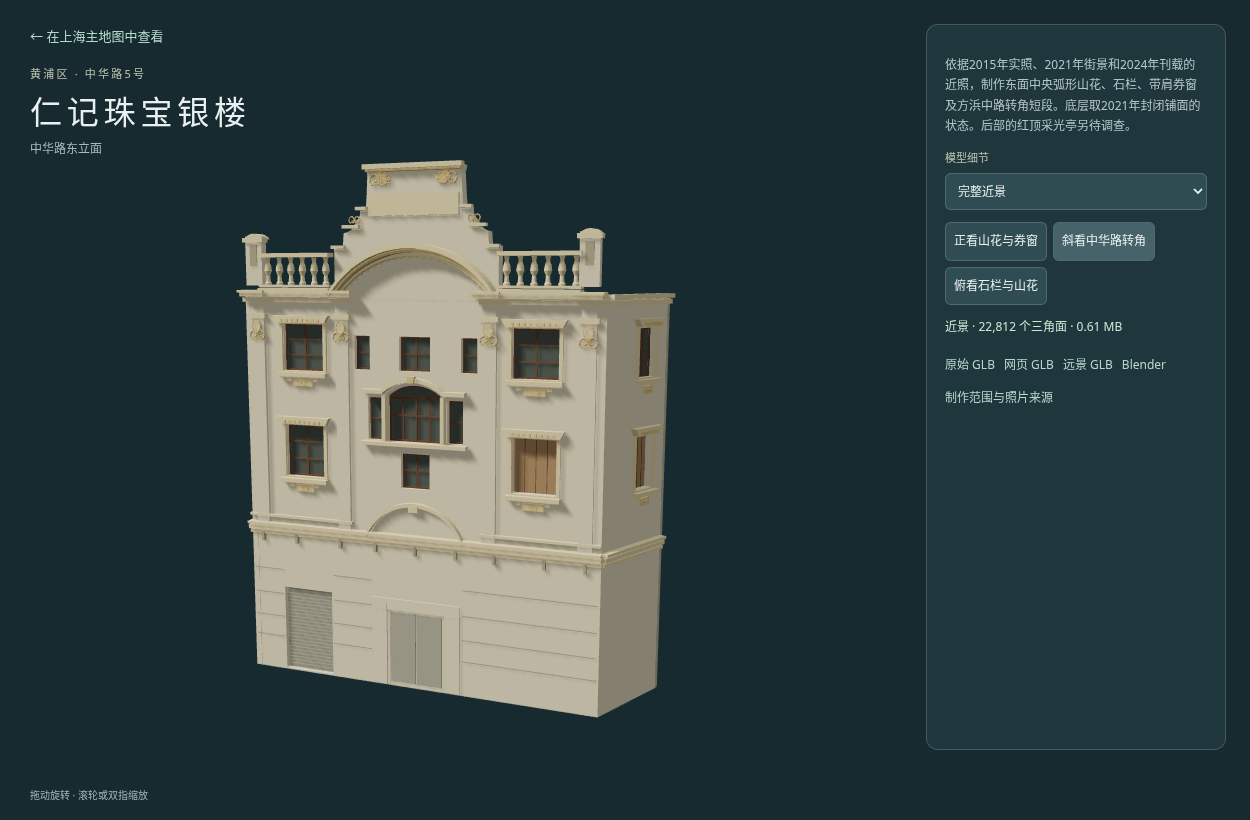 ← 在上海主地图中查看
黄浦区 · 中华路5号
仁记珠宝银楼
中华路东立面
依据2015年实照、2021年街景和2024年刊载的
近照，制作东面中央弧形山花、石栏、带肩券窗
及方浜中路转角短段。底层取2021年封闭铺面的
状态。后部的红顶采光亭另待调查。
模型细节
完整近景
正看山花与券窗
斜看中华路转角
俯看石栏与山花
近景 · 22,812 个三角面 · 0.61 MB
原始 GLB 网页 GLB 远景 GLB Blender
制作范围与照片来源
拖动旋转 · 滚轮或双指缩放